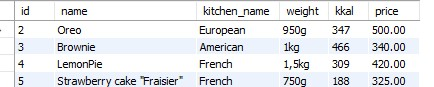 id name kitchen_name weight kkal price
2 Oreo European 950g 347 500.00
3 Brownie American 1kg 466 340.00
4 LemonPie French 1,5kg 309 420.00
5 Strawberry cake "Fraisier" French 750g 188 325.00